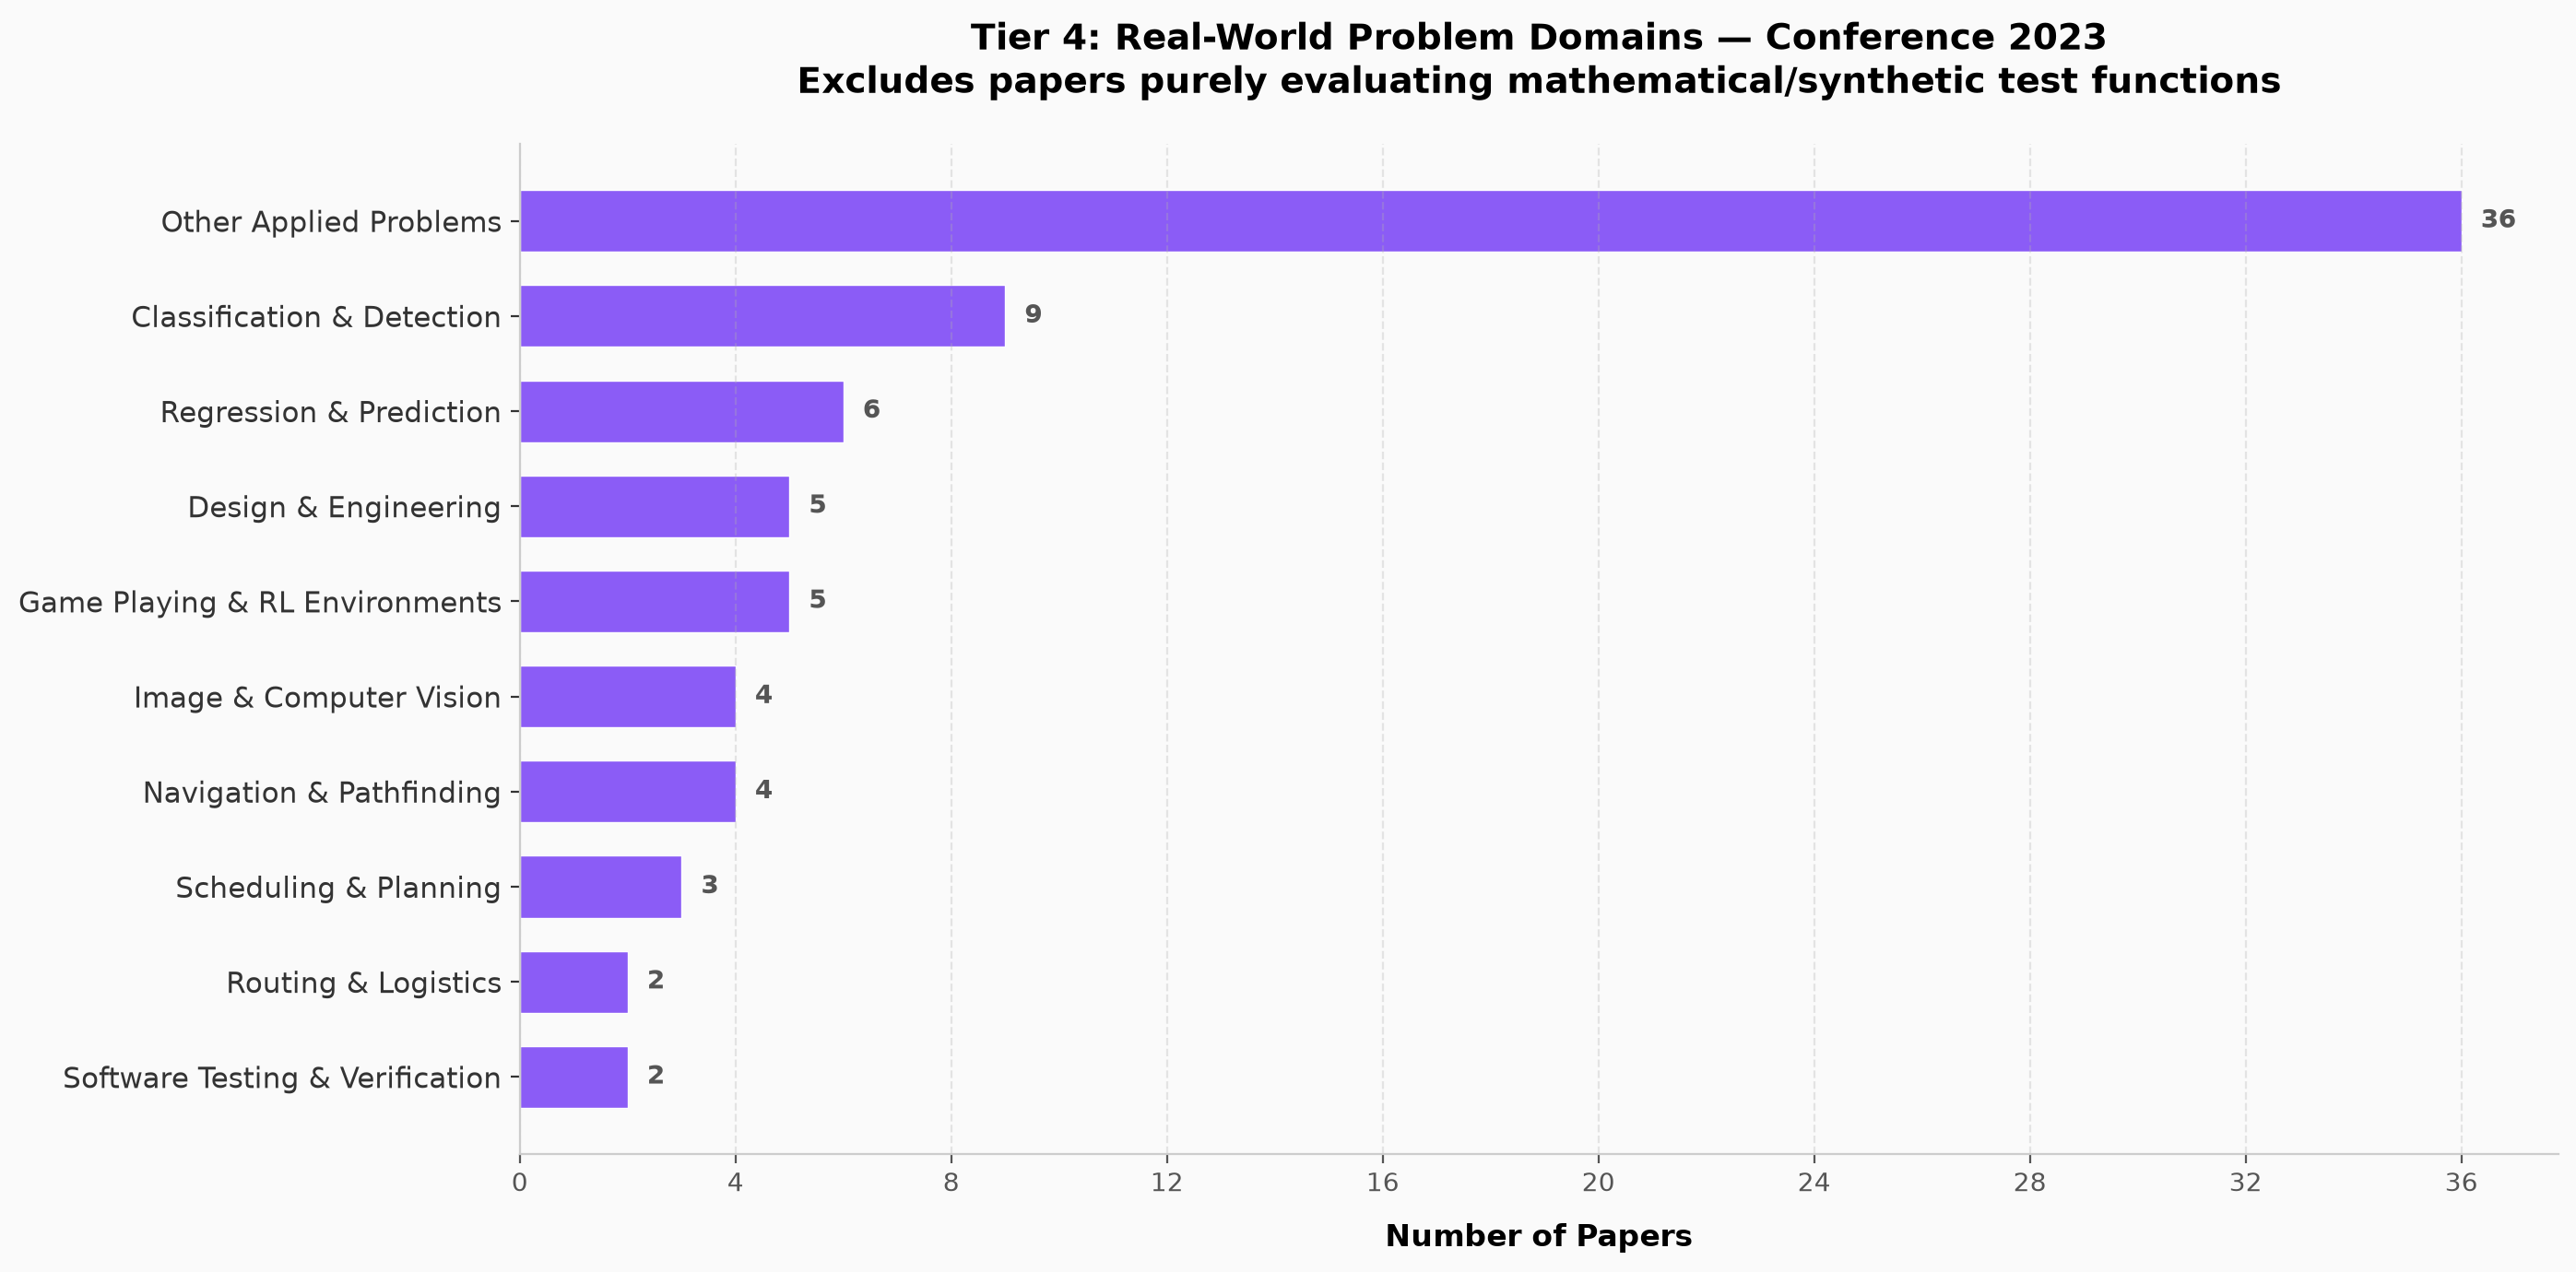 Tier 4: Real-World Problem Domains — Conference 2023
Excludes papers purely evaluating mathematical/synthetic test functions
Other Applied Problems
36
Classification & Detection
9
Regression & Prediction
6
Design & Engineering
5
Game Playing & RL Environments
5
Image & Computer Vision
4
Navigation & Pathfinding
4
Scheduling & Planning
3
Routing & Logistics
2
Software Testing & Verification
2
0 4 8 12 16 20 24 28 32 36
Number of Papers